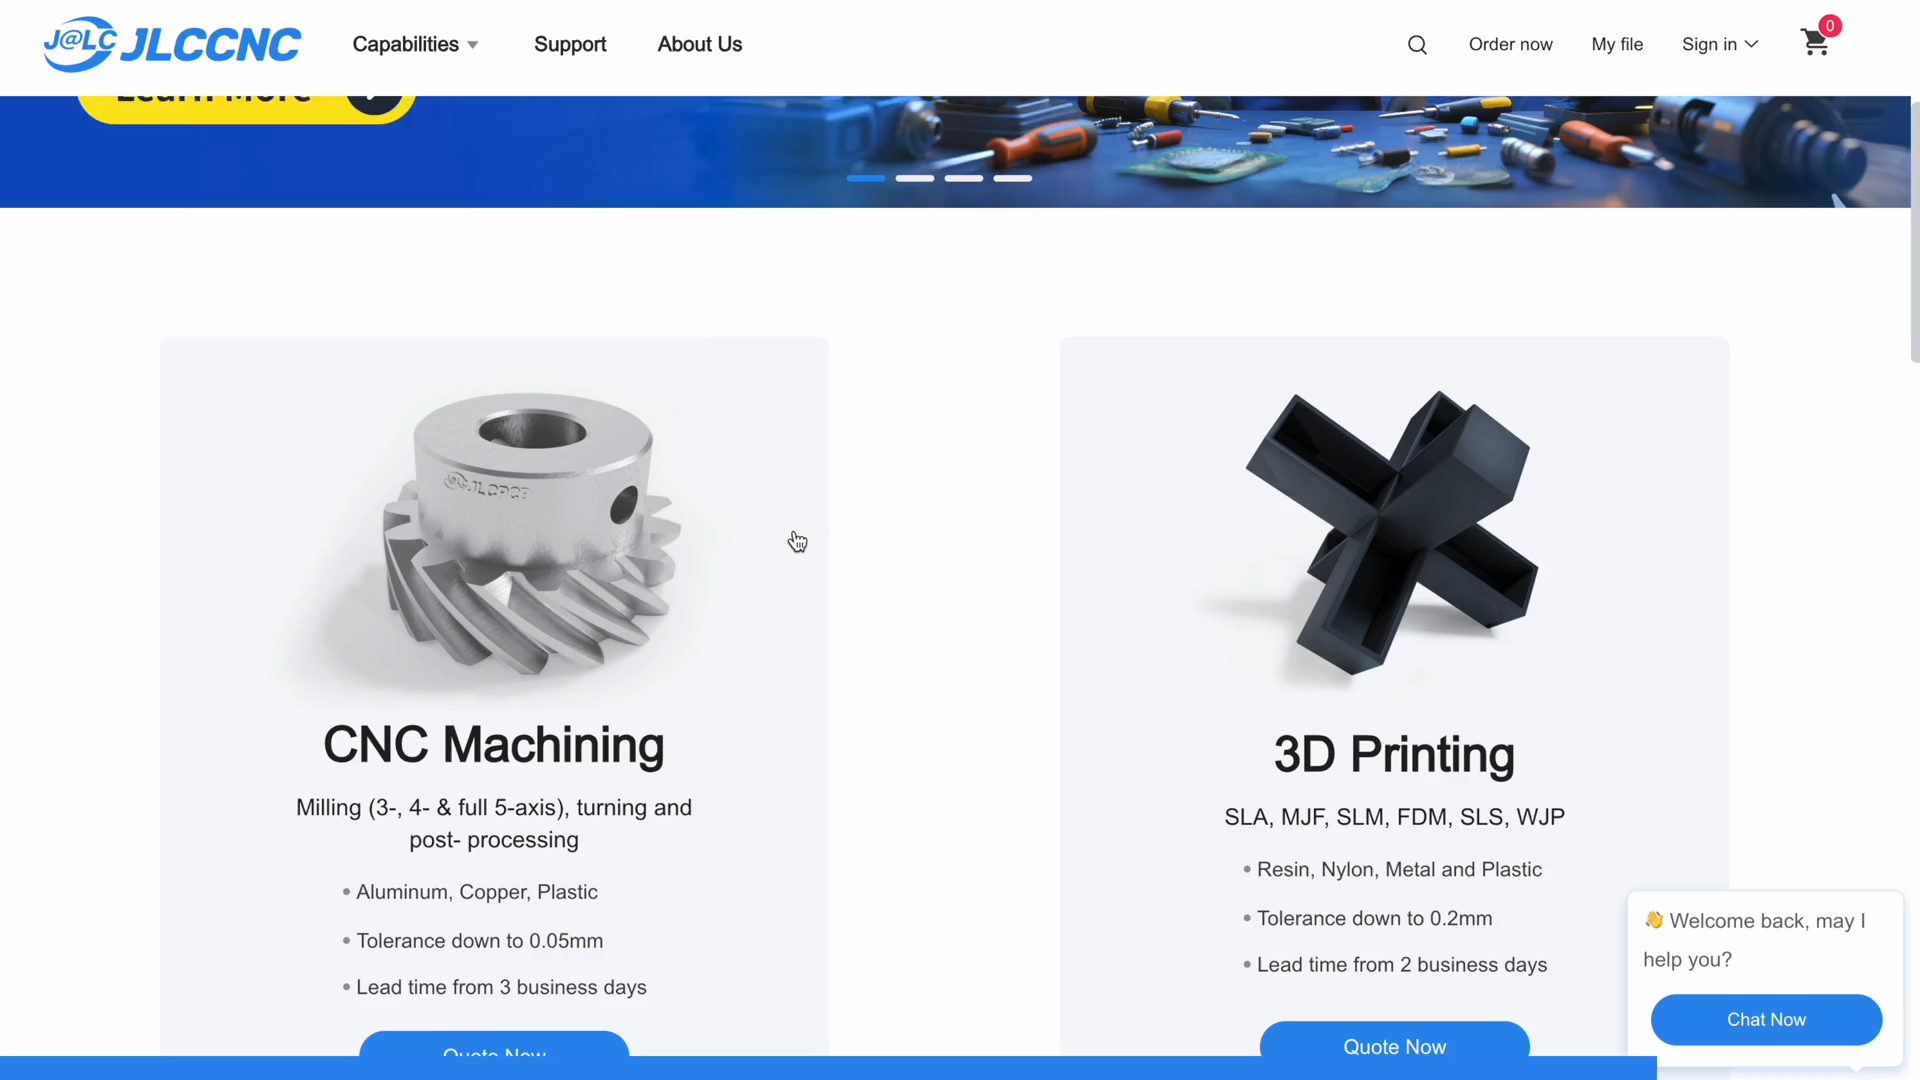 J@LC JLCCNC
Capabilities
Support
About Us
Order now
My file
Sign in
0
Learn More
JLCPCB
CNC Machining
Milling (3-, 4- & full 5-axis), turning and
post- processing
• Aluminum, Copper, Plastic
• Tolerance down to 0.05mm
• Lead time from 3 business days
Quote Now
3D Printing
SLA, MJF, SLM, FDM, SLS, WJP
• Resin, Nylon, Metal and Plastic
• Tolerance down to 0.2mm
• Lead time from 2 business days
Quote Now
👋 Welcome back, may I
help you?
Chat Now